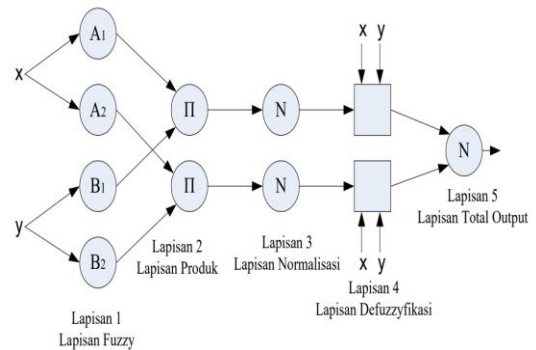 x y
A1
x
A2
Π N
N
B1
Π N
y
B2
Lapisan 5
Lapisan Total Output
Lapisan 2
Lapisan Produk
Lapisan 3
Lapisan Normalisasi
x y
Lapisan 4
Lapisan Defuzzyfikasi
Lapisan 1
Lapisan Fuzzy